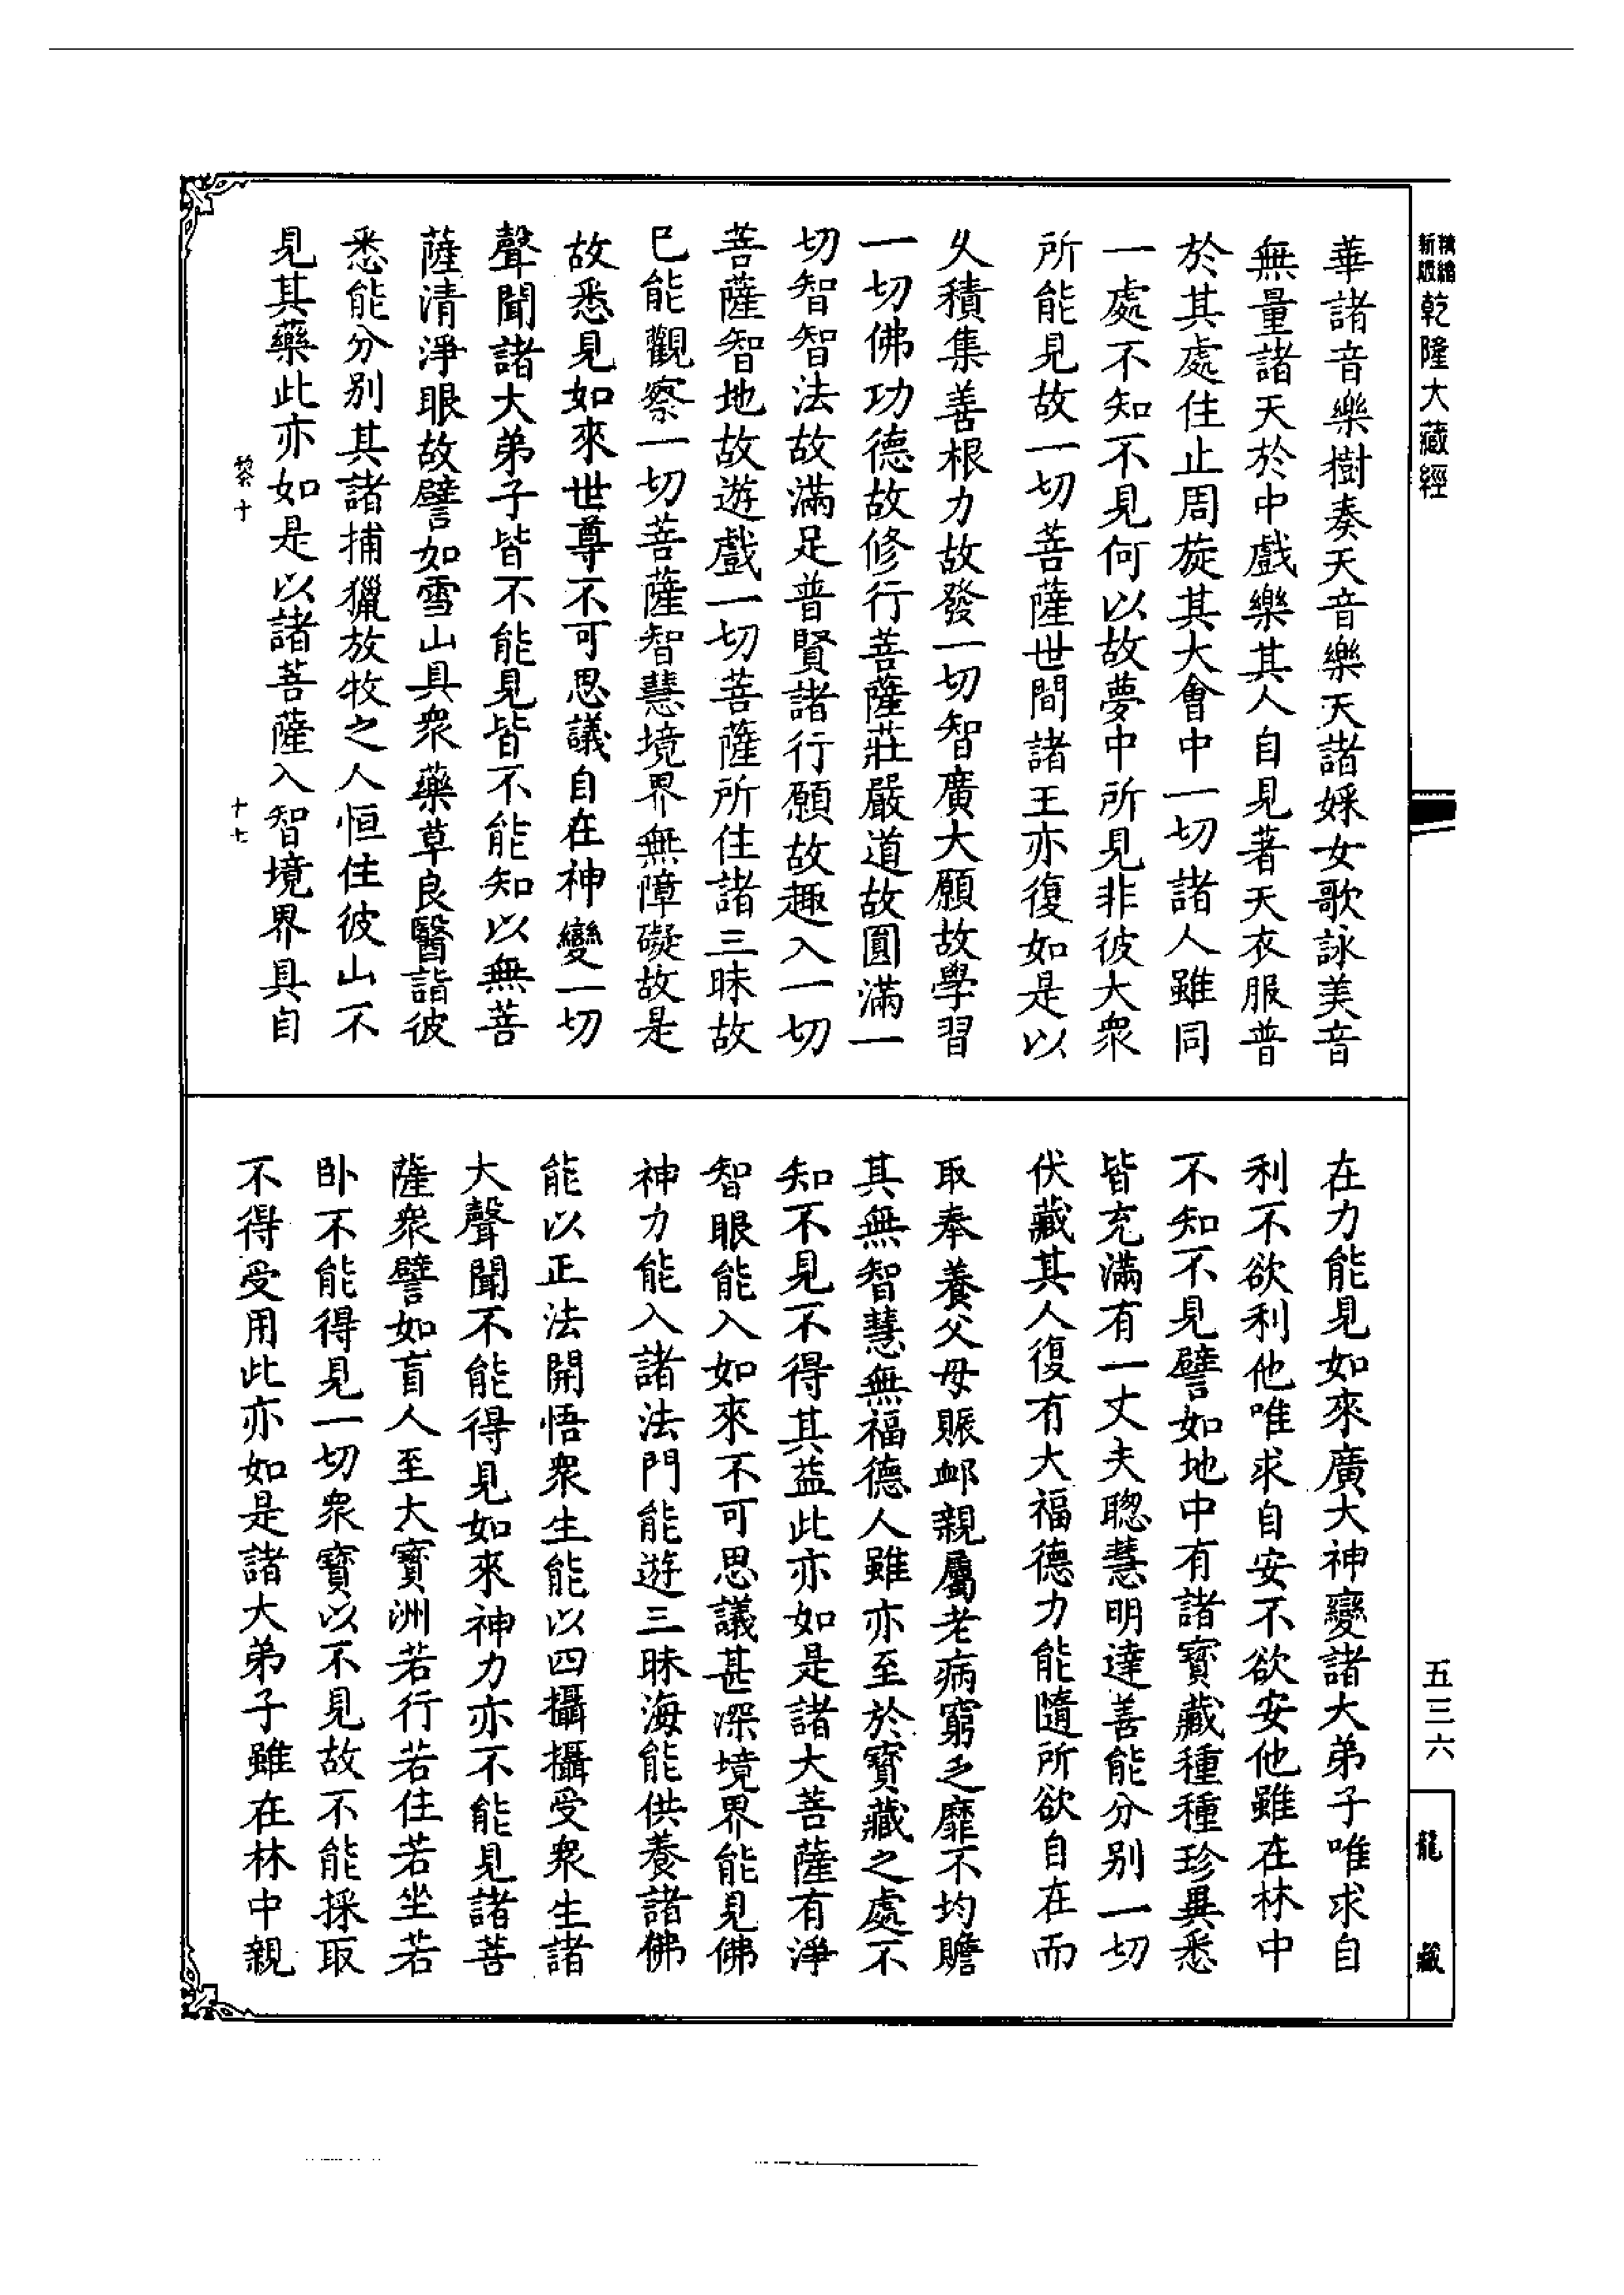 精縮新版乾隆大藏經
華諸音樂樹奏天音樂天諸婇女歌詠美音
無量諸天於中戲樂其人自見著天衣服普
於其處住止周旋其大會中一切諸人雖同
一處不知不見何以故夢中所見非彼大衆
所能見故一切菩薩世間諸王亦復如是以
久積集善根力故發一切智廣大願故學習
一切佛功德故修行菩薩莊嚴道故圓滿一
切智智法故滿足普賢諸行願故趣入一切
菩薩智地故遊戲一切菩薩所住諸三昧故
已能觀察一切菩薩智慧境界無障礙故是
故悉見如來世尊不可思議自在神變一切
聲聞諸大弟子皆不能見皆不能知以無菩
薩清淨眼故譬如雪山具衆藥草良醫詣彼
悉能分別其諸捕獵放牧之人恒住彼山不
見其藥此亦如是以諸菩薩入智境界具自
黎十
十七
在力能見如來廣大神變諸大弟子唯求自
利不欲利他唯求自安不欲安他雖在林中
不知不見譬如地中有諸寶藏種種珍異悉
皆充滿有一丈夫聰慧明達善能分別一切
伏藏其人復有大福德力能隨所欲自在而
取奉養父母賑邺親屬老病窮乏靡不均贍
其無智慧無福德人雖亦至於寶藏之處不
知不見不得其益此亦如是諸大菩薩有淨
智眼能入如來不可思議甚深境界能見佛
神力能入諸法門能遊三昧海能供養諸佛
能以正法開悟衆生能以四攝攝受衆生諸
大聲聞不能得見如來神力亦不能見諸菩
薩衆譬如盲人至大寶洲若行若住若坐若
卧不能得見一切衆寶以不見故不能採取
不得受用此亦如是諸大弟子雖在林中親
五三六
龍藏